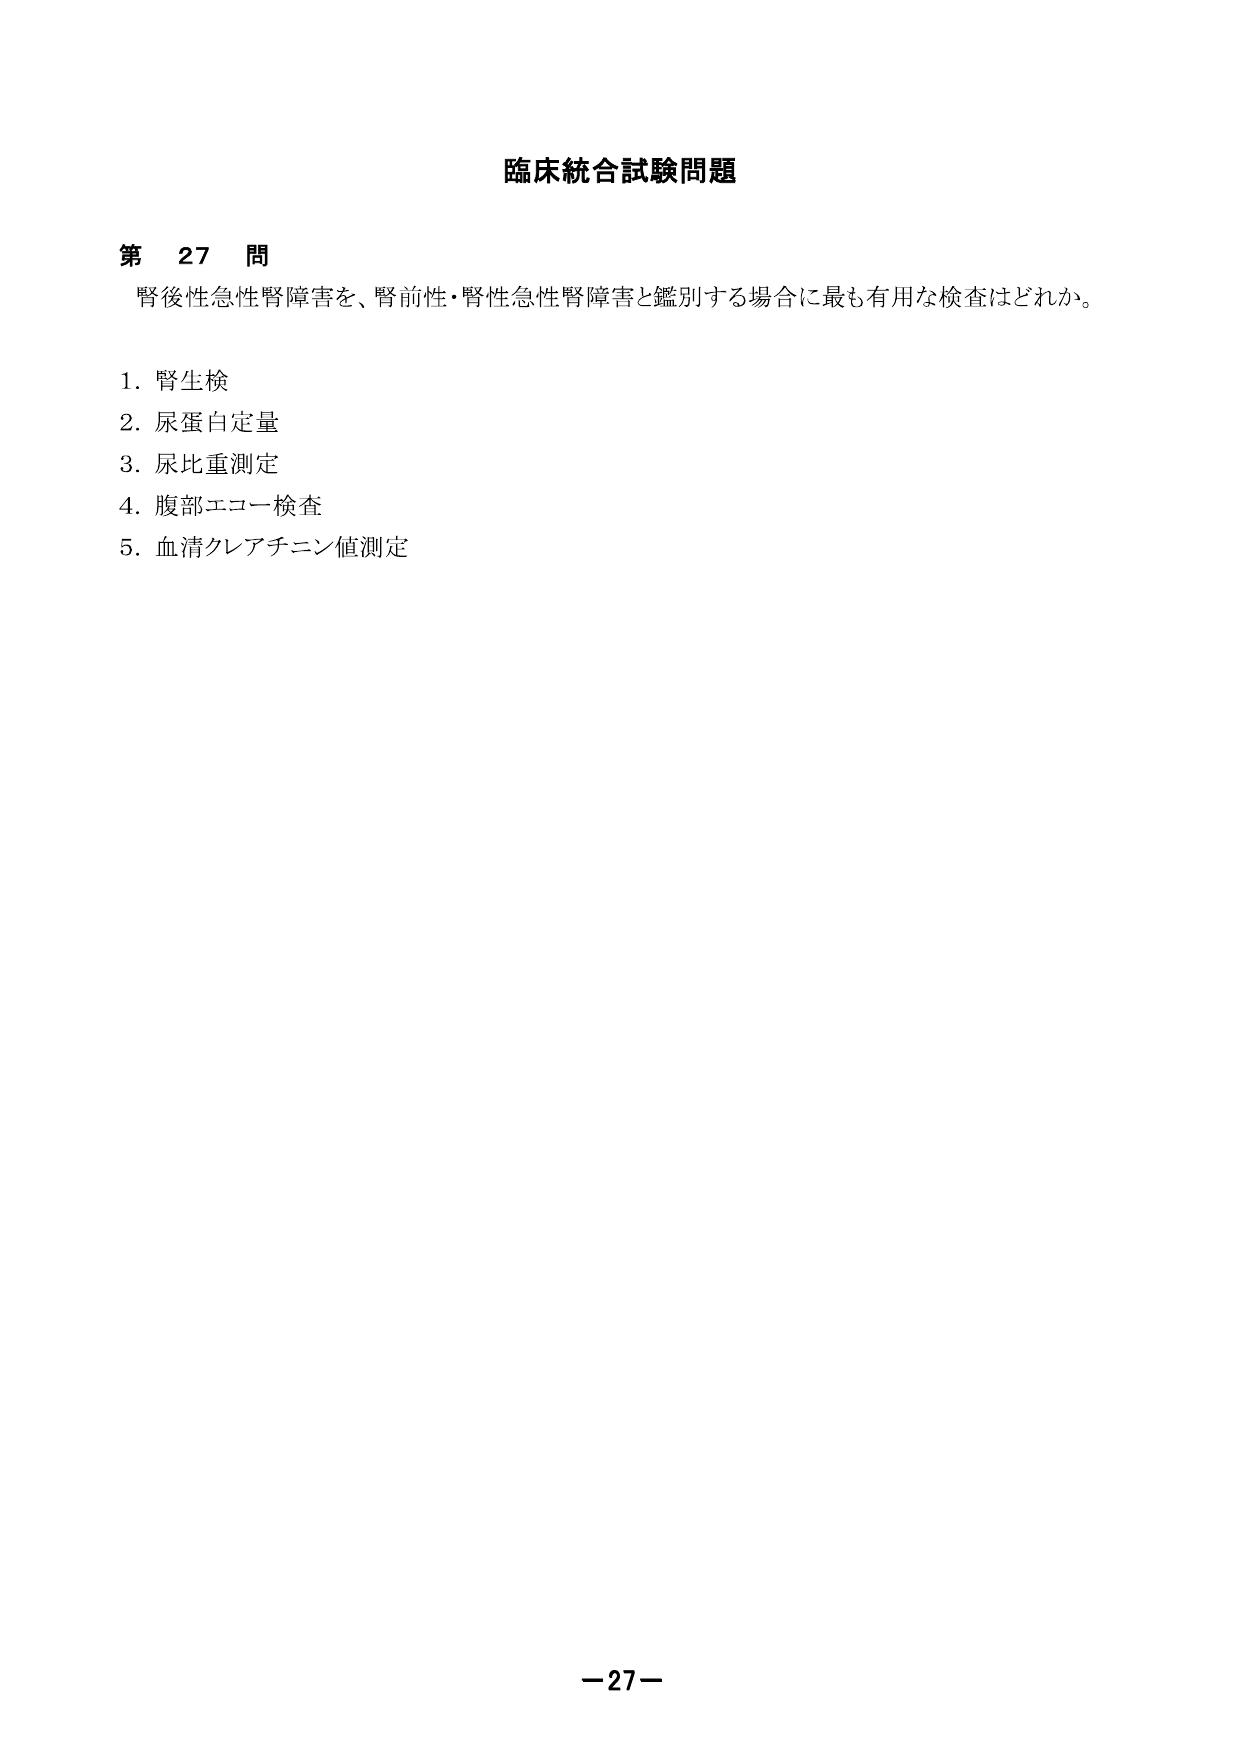 臨床統合試験問題
第 27 問
腎後性急性腎障害を、腎前性・腎性急性腎障害と鑑別する場合に最も有用な検査はどれか。
1. 腎生検
2. 尿蛋白定量
3. 尿比重測定
4. 腹部エコー検査
5. 血清クレアチニン値測定
－27－